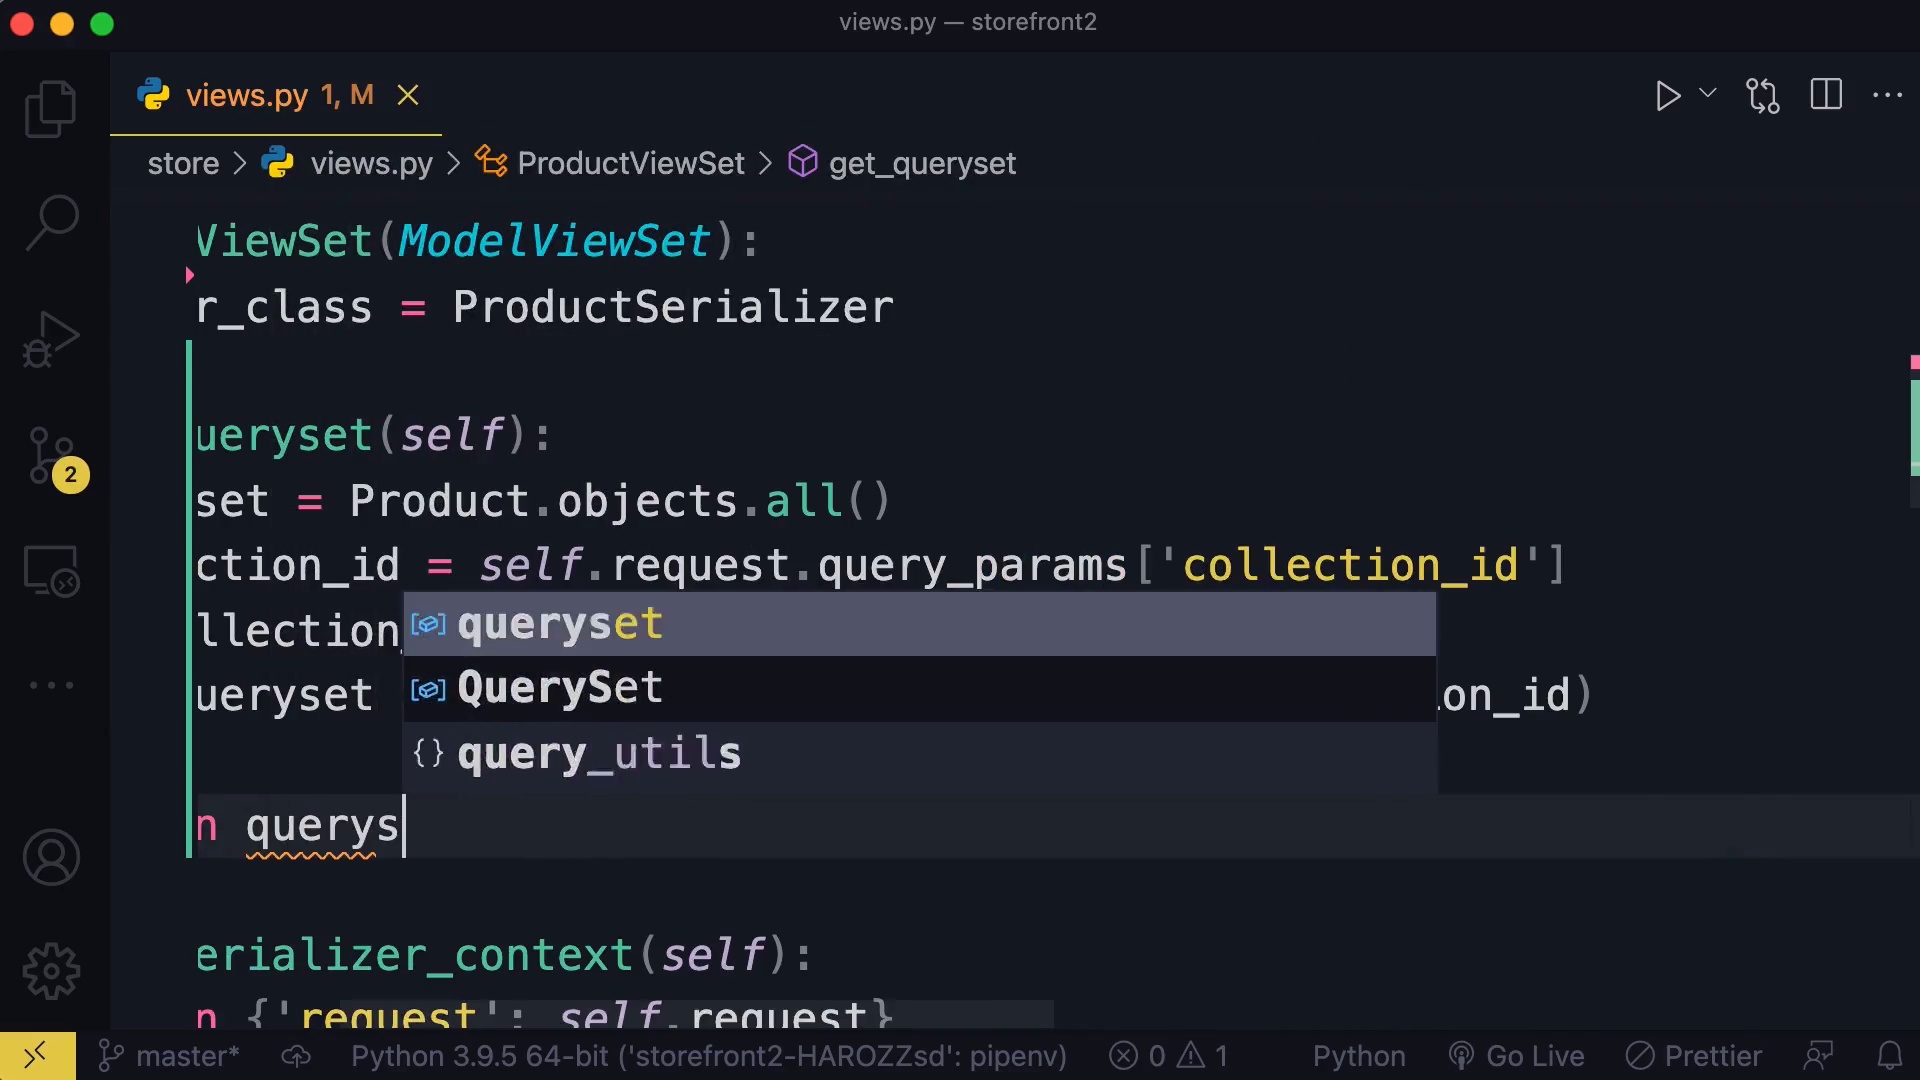 views.py — storefront2
views.py 1, M
store > views.py > ProductViewSet > get_queryset
ViewSet(ModelViewSet):
r_class = ProductSerializer
ueryset(self):
set = Product.objects.all()
ction_id = self.request.query_params['collection_id']
llection_
queryset
QuerySet
ueryset
on_id)
query_utils
n querys
erializer_context(self):
n {'request': self.request}
2
master*
Python 3.9.5 64-bit ('storefront2-HAROZZsd': pipenv)
0
1
Python
Go Live
Prettier